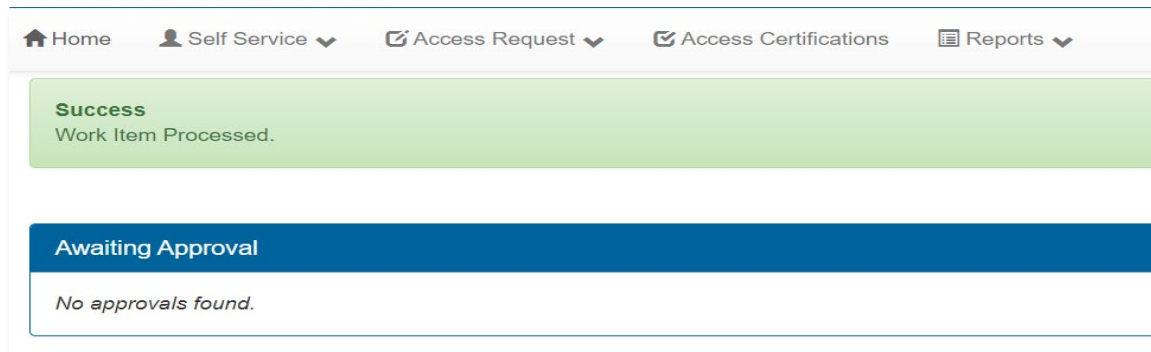 Home Self Service Access Request Access Certifications Reports
Success
Work Item Processed.
Awaiting Approval
No approvals found.